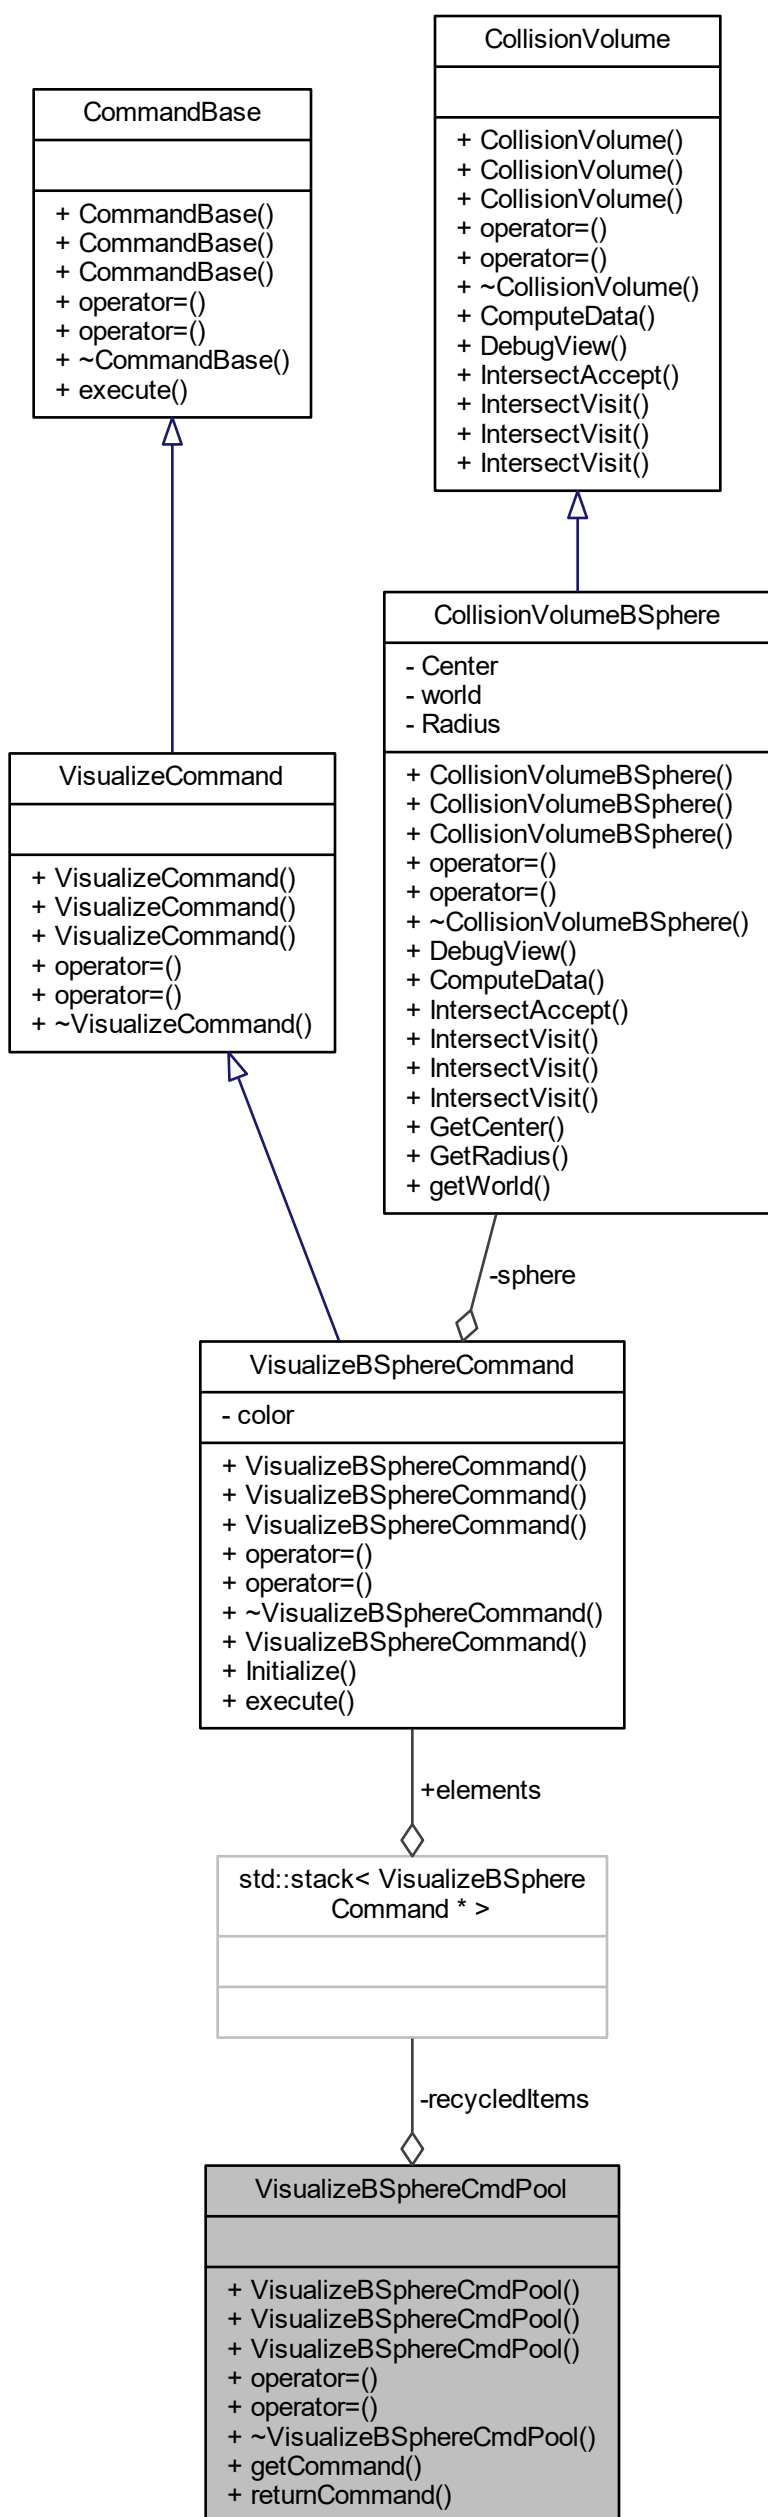 CollisionVolume
+ CollisionVolume()
+ CollisionVolume()
+ CollisionVolume()
+ operator=()
+ operator=()
+ ~CollisionVolume()
+ ComputeData()
+ DebugView()
+ IntersectAccept()
+ IntersectVisit()
+ IntersectVisit()
+ IntersectVisit()
CommandBase
+ CommandBase()
+ CommandBase()
+ CommandBase()
+ operator=()
+ operator=()
+ ~CommandBase()
+ execute()
CollisionVolumeBSphere
- Center
- world
- Radius
+ CollisionVolumeBSphere()
+ CollisionVolumeBSphere()
+ CollisionVolumeBSphere()
+ operator=()
+ operator=()
+ ~CollisionVolumeBSphere()
+ DebugView()
+ ComputeData()
+ IntersectAccept()
+ IntersectVisit()
+ IntersectVisit()
+ IntersectVisit()
+ GetCenter()
+ GetRadius()
+ getWorld()
VisualizeCommand
+ VisualizeCommand()
+ VisualizeCommand()
+ VisualizeCommand()
+ operator=()
+ operator=()
+ ~VisualizeCommand()
-sphere
VisualizeBSphereCommand
- color
+ VisualizeBSphereCommand()
+ VisualizeBSphereCommand()
+ VisualizeBSphereCommand()
+ operator=()
+ operator=()
+ ~VisualizeBSphereCommand()
+ VisualizeBSphereCommand()
+ Initialize()
+ execute()
+elements
std::stack< VisualizeBSphere
Command * >
-recycledItems
VisualizeBSphereCmdPool
+ VisualizeBSphereCmdPool()
+ VisualizeBSphereCmdPool()
+ VisualizeBSphereCmdPool()
+ operator=()
+ operator=()
+ ~VisualizeBSphereCmdPool()
+ getCommand()
+ returnCommand()